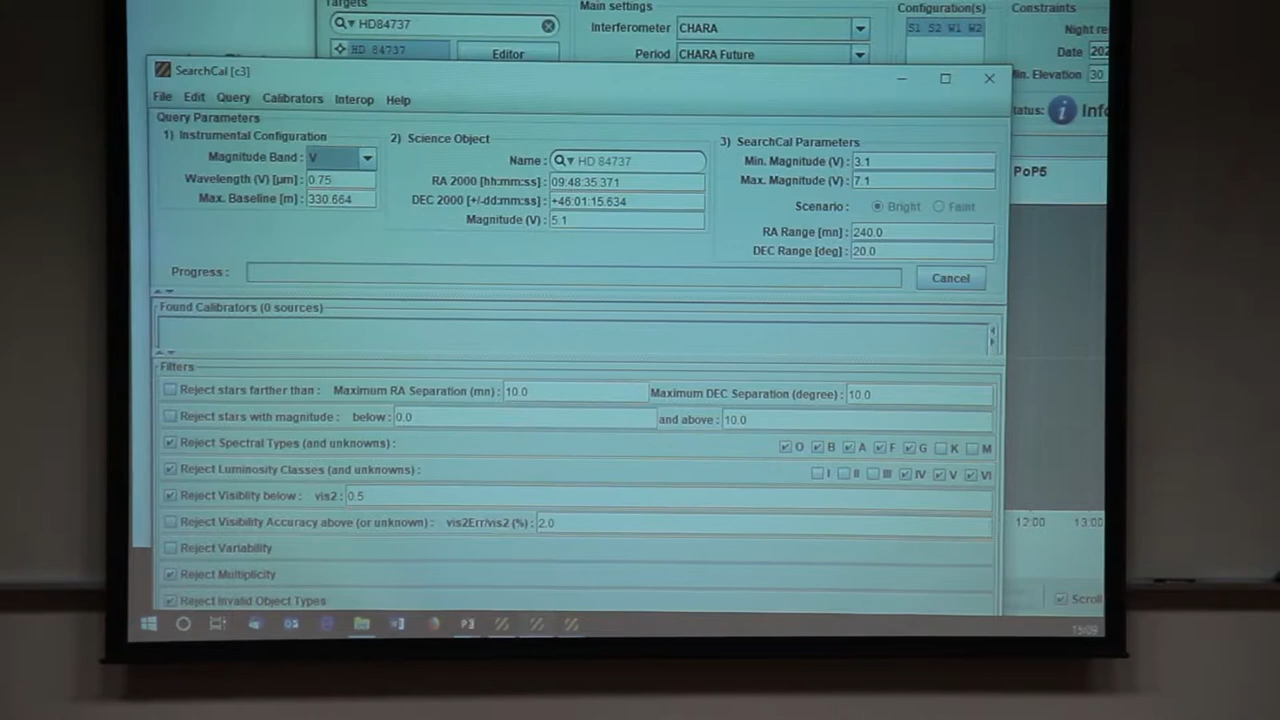 Targets
Main settings
Configuration(s)
Constraints
HD84737
Interferometer CHARA
S1 S2 W1 W2
Night re
HD 84737
Editor
Period CHARA Future
Date 202
Min. Elevation 30
SearchCal [c3]
Status: Info
File Edit Query Calibrators Interop Help
Query Parameters
1) Instrumental Configuration
Magnitude Band: V
Wavelength (V) [µm]: 0.75
Max. Baseline [m]: 330.664
2) Science Object
Name: HD 84737
RA 2000 [hh:mm:ss]: 09:48:35.371
DEC 2000 [+/-dd:mm:ss]: +46:01:15.634
Magnitude (V): 5.1
3) SearchCal Parameters
Min. Magnitude (V): 3.1
Max. Magnitude (V): 7.1
Scenario: Bright Faint
RA Range [mn]: 240.0
DEC Range [deg]: 20.0
PoP5
Progress:
Cancel
Found Calibrators (0 sources)
Filters
Reject stars farther than: Maximum RA Separation (mn): 10.0 Maximum DEC Separation (degree): 10.0
Reject stars with magnitude: below: 0.0 and above: 10.0
Reject Spectral Types (and unknowns): O B A F G K M
Reject Luminosity Classes (and unknowns): I II III IV V VI
Reject Visiblity below: vis2: 0.5
Reject Visibility Accuracy above (or unknown): vis2Err/vis2 (%): 2.0
12:00 13:00
Reject Variability
Reject Multiplicity
Reject Invalid Object Types
Scroll
15:09